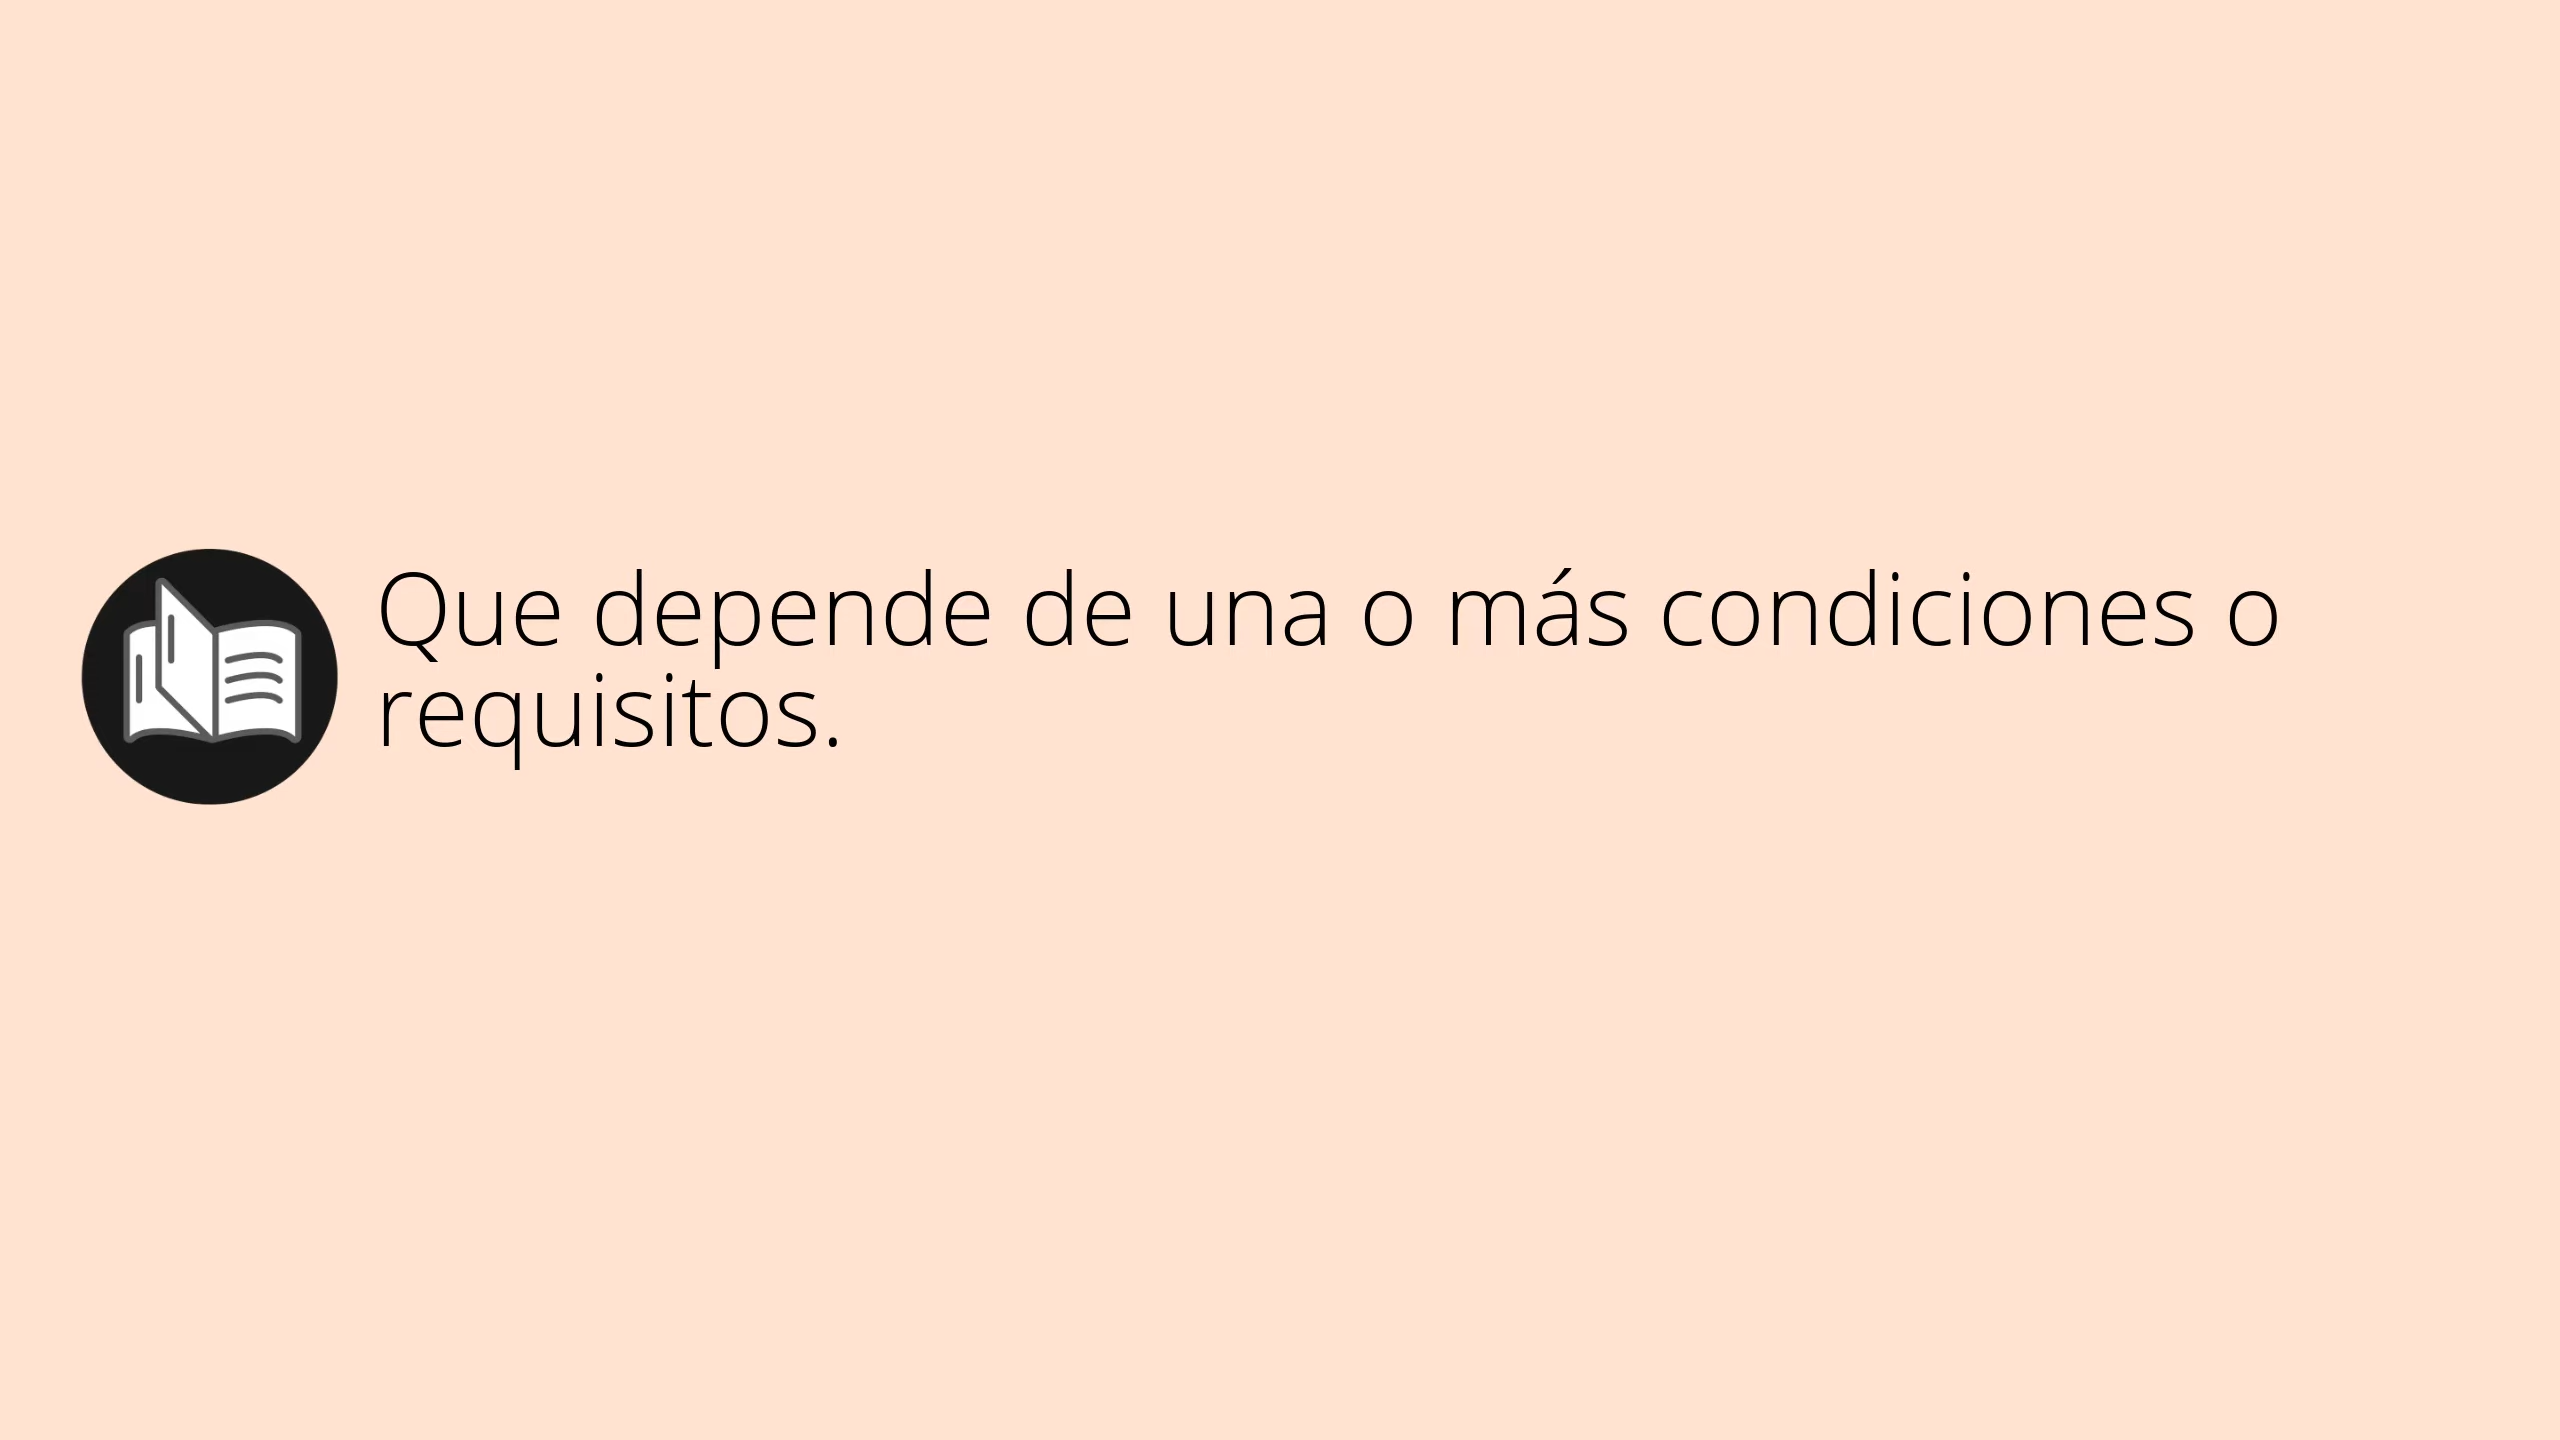 Que depende de una o más condiciones o
requisitos.